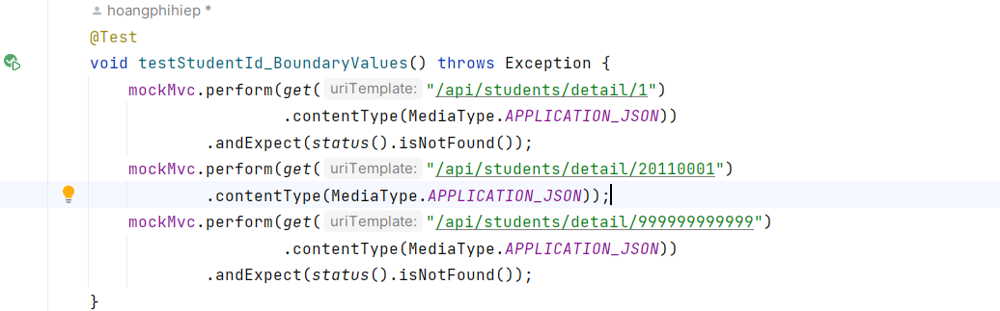 hoangphihiep *
@Test
void testStudentId_BoundaryValues() throws Exception {
mockMvc.perform(get( uriTemplate: "/api/students/detail/1")
.contentType(MediaType.APPLICATION_JSON))
.andExpect(status().isNotFound());
mockMvc.perform(get( uriTemplate: "/api/students/detail/20110001")
.contentType(MediaType.APPLICATION_JSON));
mockMvc.perform(get( uriTemplate: "/api/students/detail/999999999999")
.contentType(MediaType.APPLICATION_JSON))
.andExpect(status().isNotFound());
}